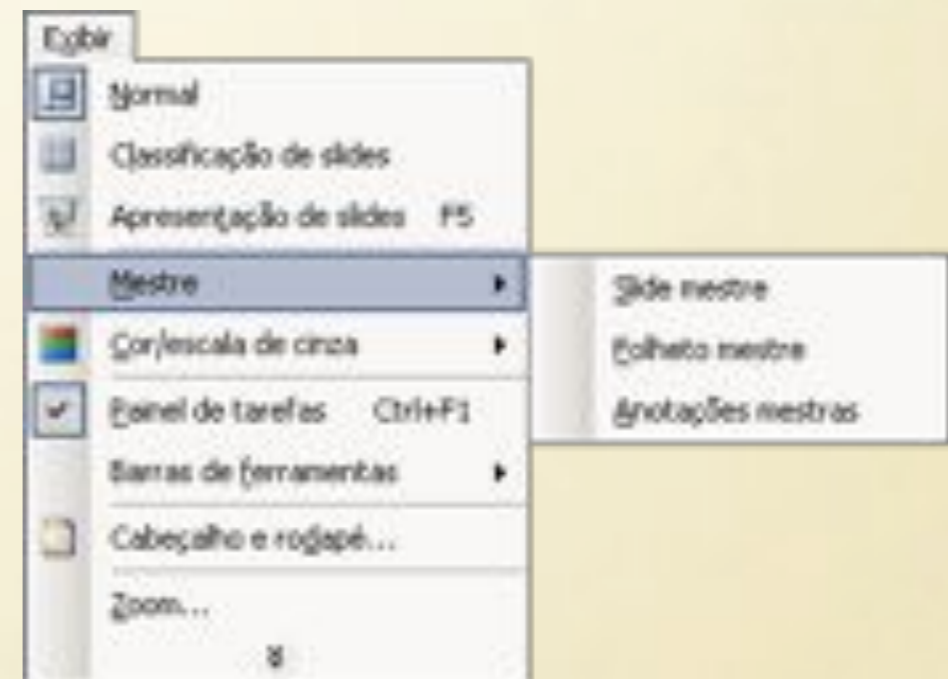 Exibir
Normal
Classificação de slides
Apresentação de slides F5
Mestre
Slide mestre
Cor/escala de cinza
Folheto mestre
Painel de tarefas Ctrl+F1
Anotações mestras
Barras de ferramentas
Cabeçalho e rodapé...
Zoom...